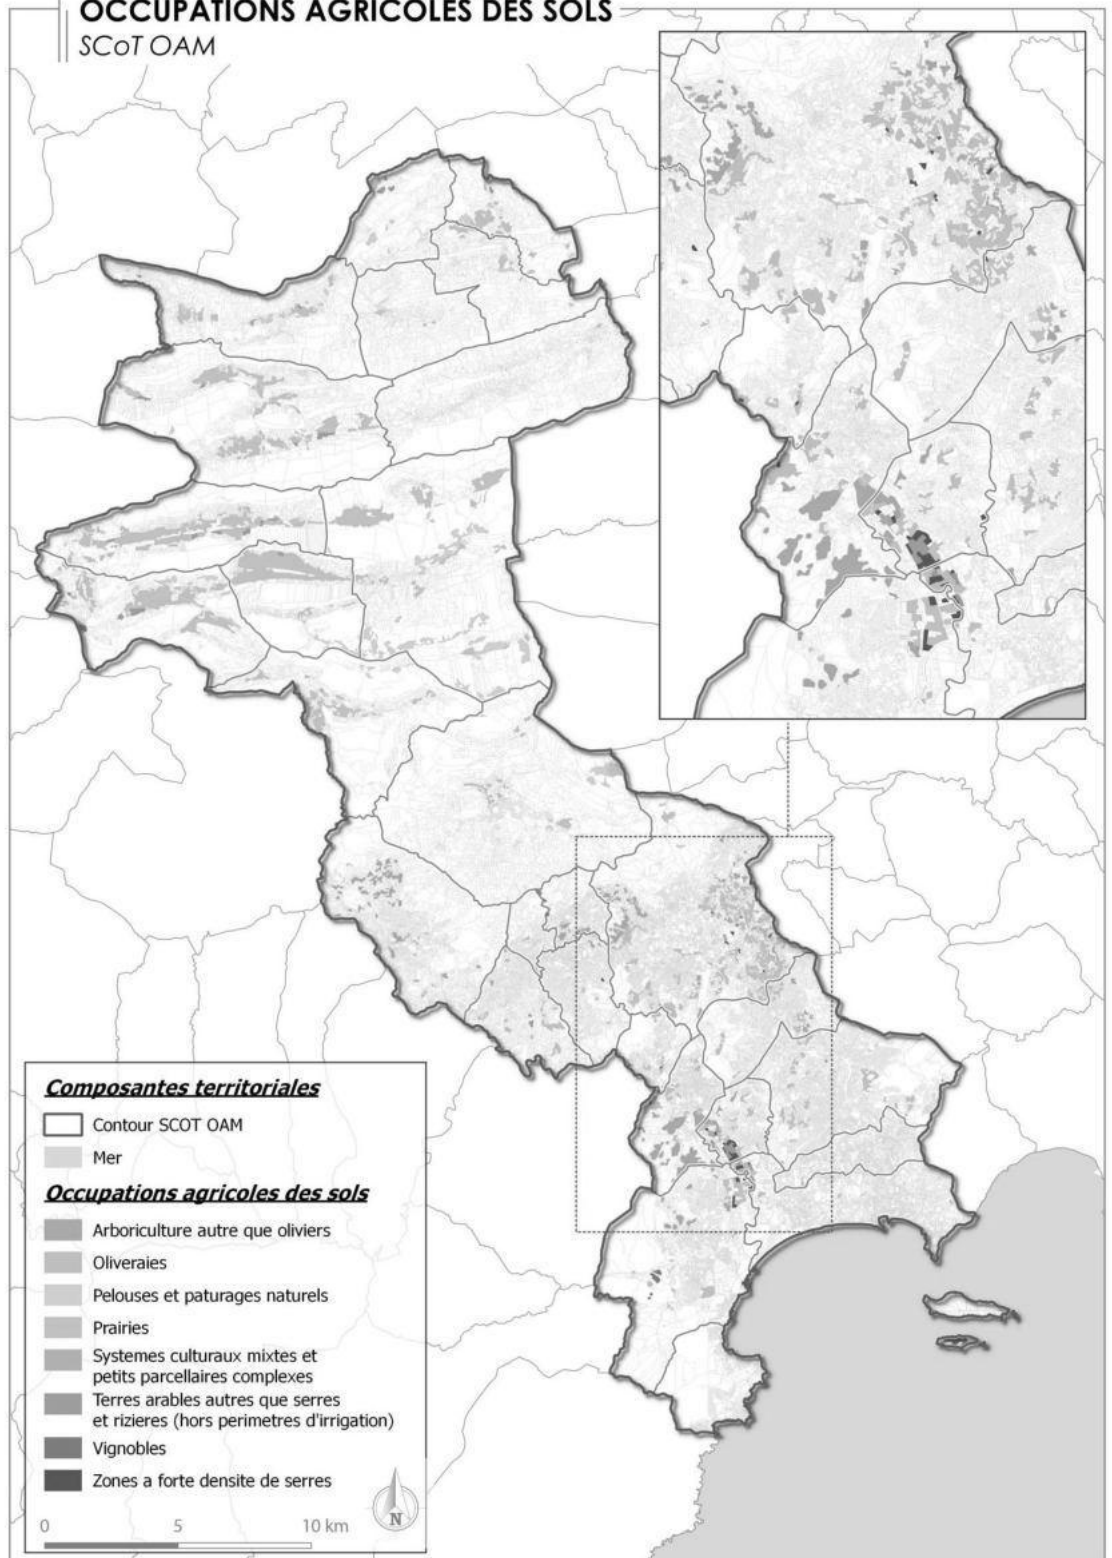 OCCUPATIONS AGRICOLES DES SOLS
SCoT OAM
Composantes territoriales
Contour SCOT OAM
Mer
Occupations agricoles des sols
Arboriculture autre que oliviers
Oliveraies
Pelouses et paturages naturels
Prairies
Systemes culturaux mixtes et
petits parcellaires complexes
Terres arables autres que serres
et rizieres (hors perimetres d'irrigation)
Vignobles
Zones a forte densite de serres
N
0 5 10 km